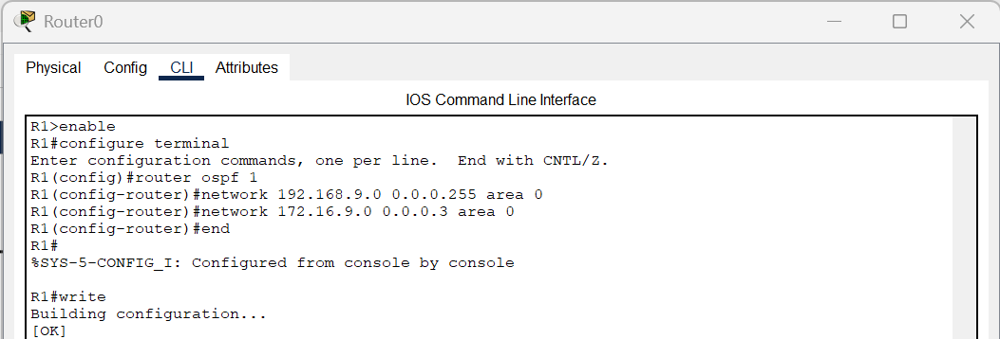 Router0
Physical Config CLI Attributes
IOS Command Line Interface
R1>enable
R1#configure terminal
Enter configuration commands, one per line.  End with CNTL/Z.
R1(config)#router ospf 1
R1(config-router)#network 192.168.9.0 0.0.0.255 area 0
R1(config-router)#network 172.16.9.0 0.0.0.3 area 0
R1(config-router)#end
R1#
%SYS-5-CONFIG_I: Configured from console by console
R1#write
Building configuration...
[OK]